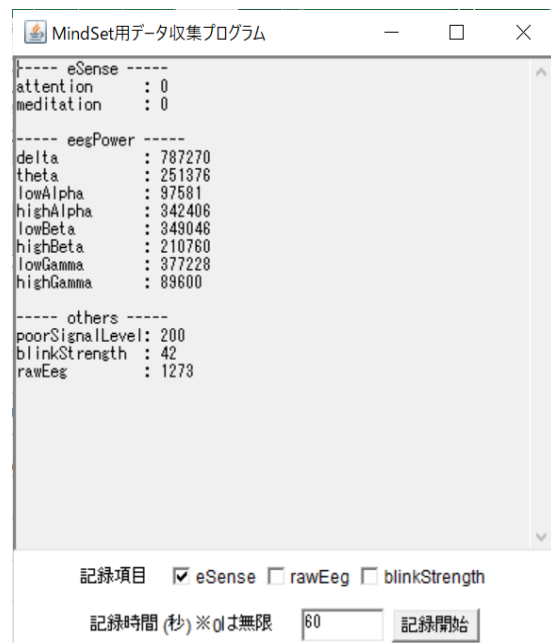 MindSet用データ収集プログラム
----- eSense -----
attention : 0
meditation : 0
----- eegPower -----
delta : 787270
theta : 251376
lowAlpha : 97581
highAlpha : 342406
lowBeta : 349046
highBeta : 210760
lowGamma : 377228
highGamma : 89600
----- others -----
poorSignalLevel: 200
blinkStrength : 42
rawEeg : 1273
記録項目 eSense rawEeg blinkStrength
記録時間 (秒) ※0は無限 60 記録開始